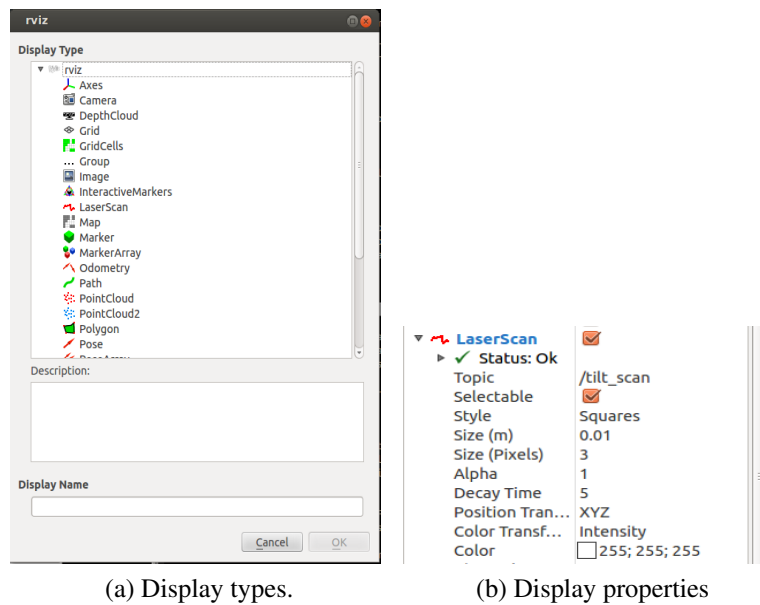 rviz
Display Type
rviz
Axes
Camera
DepthCloud
Grid
GridCells
Group
Image
InteractiveMarkers
LaserScan
Map
Marker
MarkerArray
Odometry
Path
PointCloud
PointCloud2
Polygon
Pose
Description:
Display Name
Cancel OK
(a) Display types.
LaserScan
Status: Ok
Topic /tilt_scan
Selectable
Style Squares
Size (m) 0.01
Size (Pixels) 3
Alpha 1
Decay Time 5
Position Tran... XYZ
Color Transf... Intensity
Color 255; 255; 255
(b) Display properties